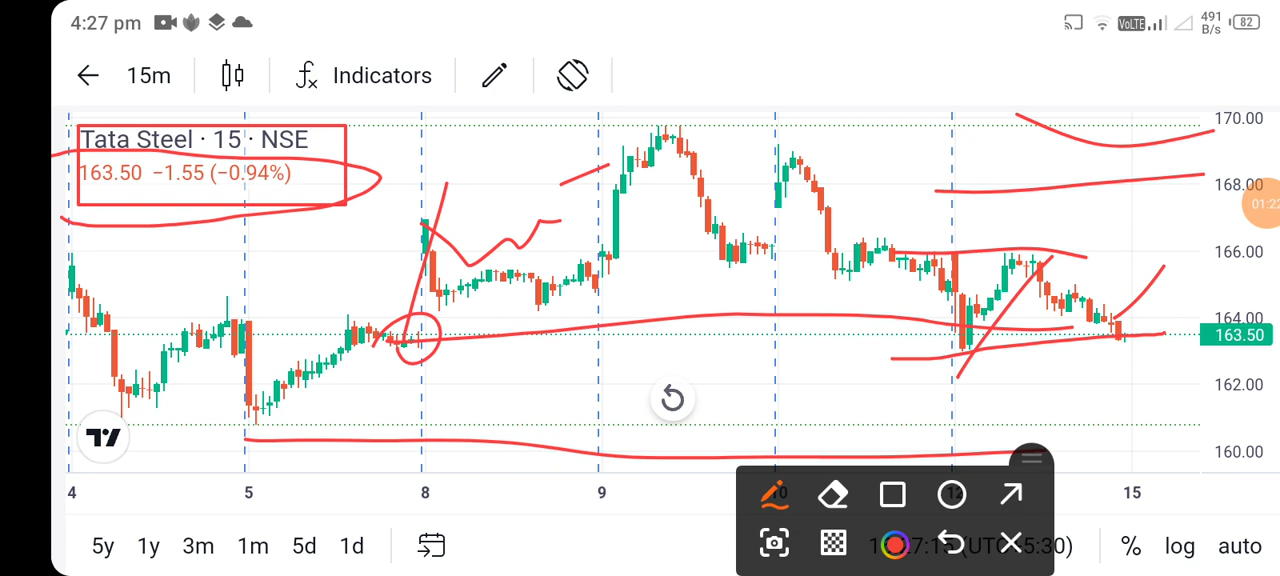 4:27 pm VoLTE 491 B/s 82
15m Indicators
Tata Steel · 15 · NSE
163.50 −1.55 (−0.94%)
170.00
168.00
01:22
166.00
164.00
163.50
162.00
160.00
4 5 8 9 10 12 15
5y 1y 3m 1m 5d 1d % log auto